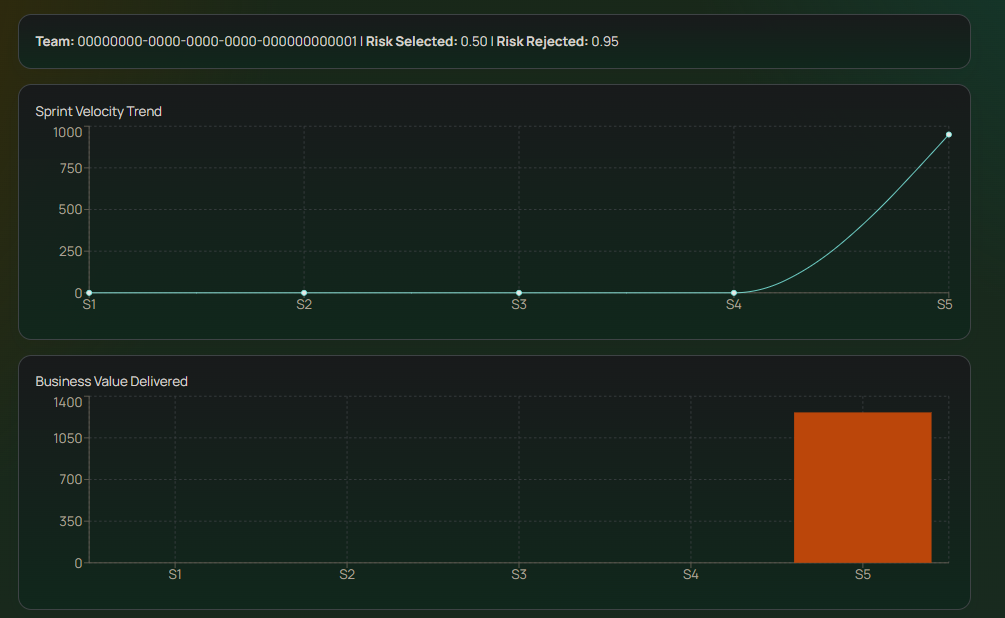 Team: 00000000-0000-0000-0000-000000000001 | Risk Selected: 0.50 | Risk Rejected: 0.95
Sprint Velocity Trend
1000
750
500
250
0
S1 S2 S3 S4 S5
Business Value Delivered
1400
1050
700
350
0
S1 S2 S3 S4 S5